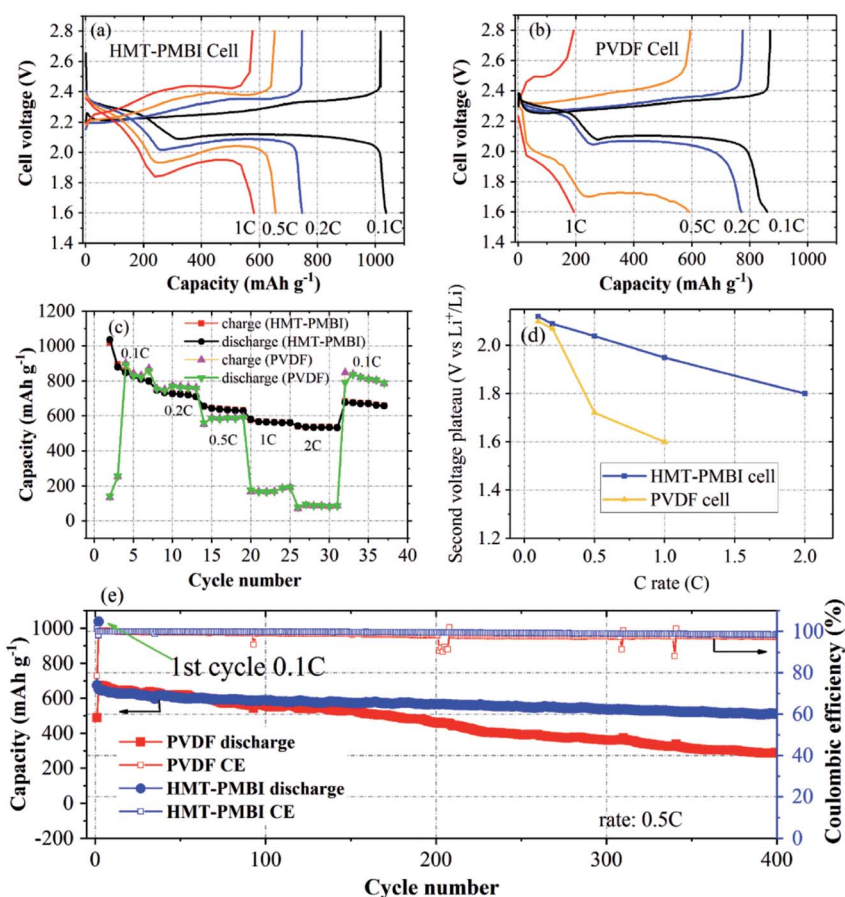 (a)
HMT-PMBI Cell
Cell voltage (V)
2.8
2.6
2.4
2.2
2.0
1.8
1.6
1.4
1C 0.5C 0.2C 0.1C
0 200 400 600 800 1000
Capacity (mAh g⁻¹)
(b)
PVDF Cell
Cell voltage (V)
2.8
2.6
2.4
2.2
2.0
1.8
1.6
1.4
1C 0.5C 0.2C 0.1C
0 200 400 600 800 1000
Capacity (mAh g⁻¹)
(c)
charge (HMT-PMBI)
discharge (HMT-PMBI)
charge (PVDF)
discharge (PVDF)
Capacity (mAh g⁻¹)
1200
1000
800
600
400
200
0
0.1C
0.2C
0.5C
1C
2C
0.1C
0 5 10 15 20 25 30 35 40
Cycle number
(d)
Second voltage plateau (V vs Li⁺/Li)
2.0
1.8
1.6
1.4
1.2
HMT-PMBI cell
PVDF cell
0.0 0.5 1.0 1.5 2.0
C rate (C)
(e)
1st cycle 0.1C
Capacity (mAh g⁻¹)
1000
800
600
400
200
0
-200
PVDF discharge
PVDF CE
HMT-PMBI discharge
HMT-PMBI CE
rate: 0.5C
100
80
60
40
20
0
Coulombic efficiency (%)
0 100 200 300 400
Cycle number